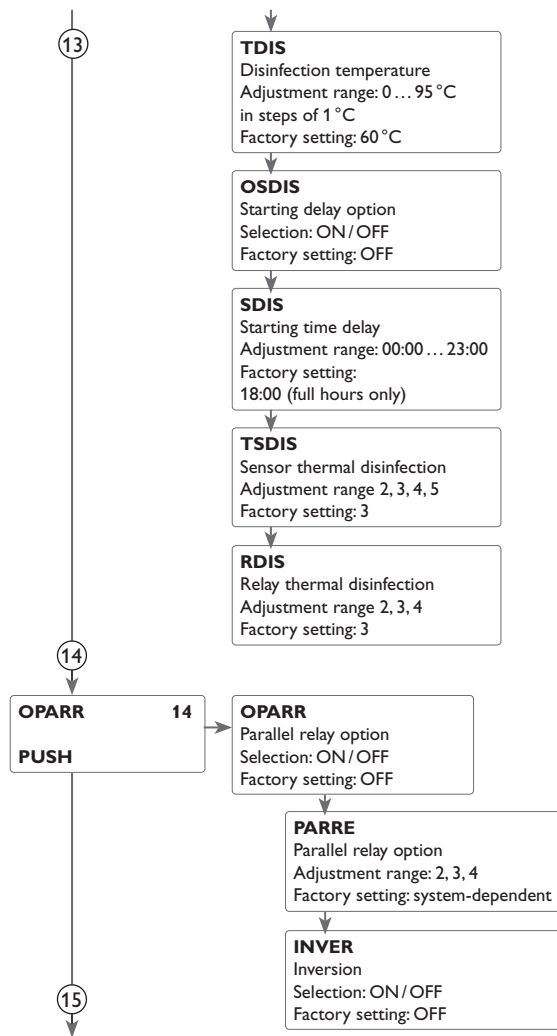 13
TDIS
Disinfection temperature
Adjustment range: 0 … 95 °C
in steps of 1 °C
Factory setting: 60 °C
OSDIS
Starting delay option
Selection: ON / OFF
Factory setting: OFF
SDIS
Starting time delay
Adjustment range: 00:00 … 23:00
Factory setting:
18:00 (full hours only)
TSDIS
Sensor thermal disinfection
Adjustment range 2, 3, 4, 5
Factory setting: 3
RDIS
Relay thermal disinfection
Adjustment range 2, 3, 4
Factory setting: 3
14
OPARR 14
PUSH
OPARR
Parallel relay option
Selection: ON / OFF
Factory setting: OFF
PARRE
Parallel relay option
Adjustment range: 2, 3, 4
Factory setting: system-dependent
INVER
Inversion
Selection: ON / OFF
Factory setting: OFF
15